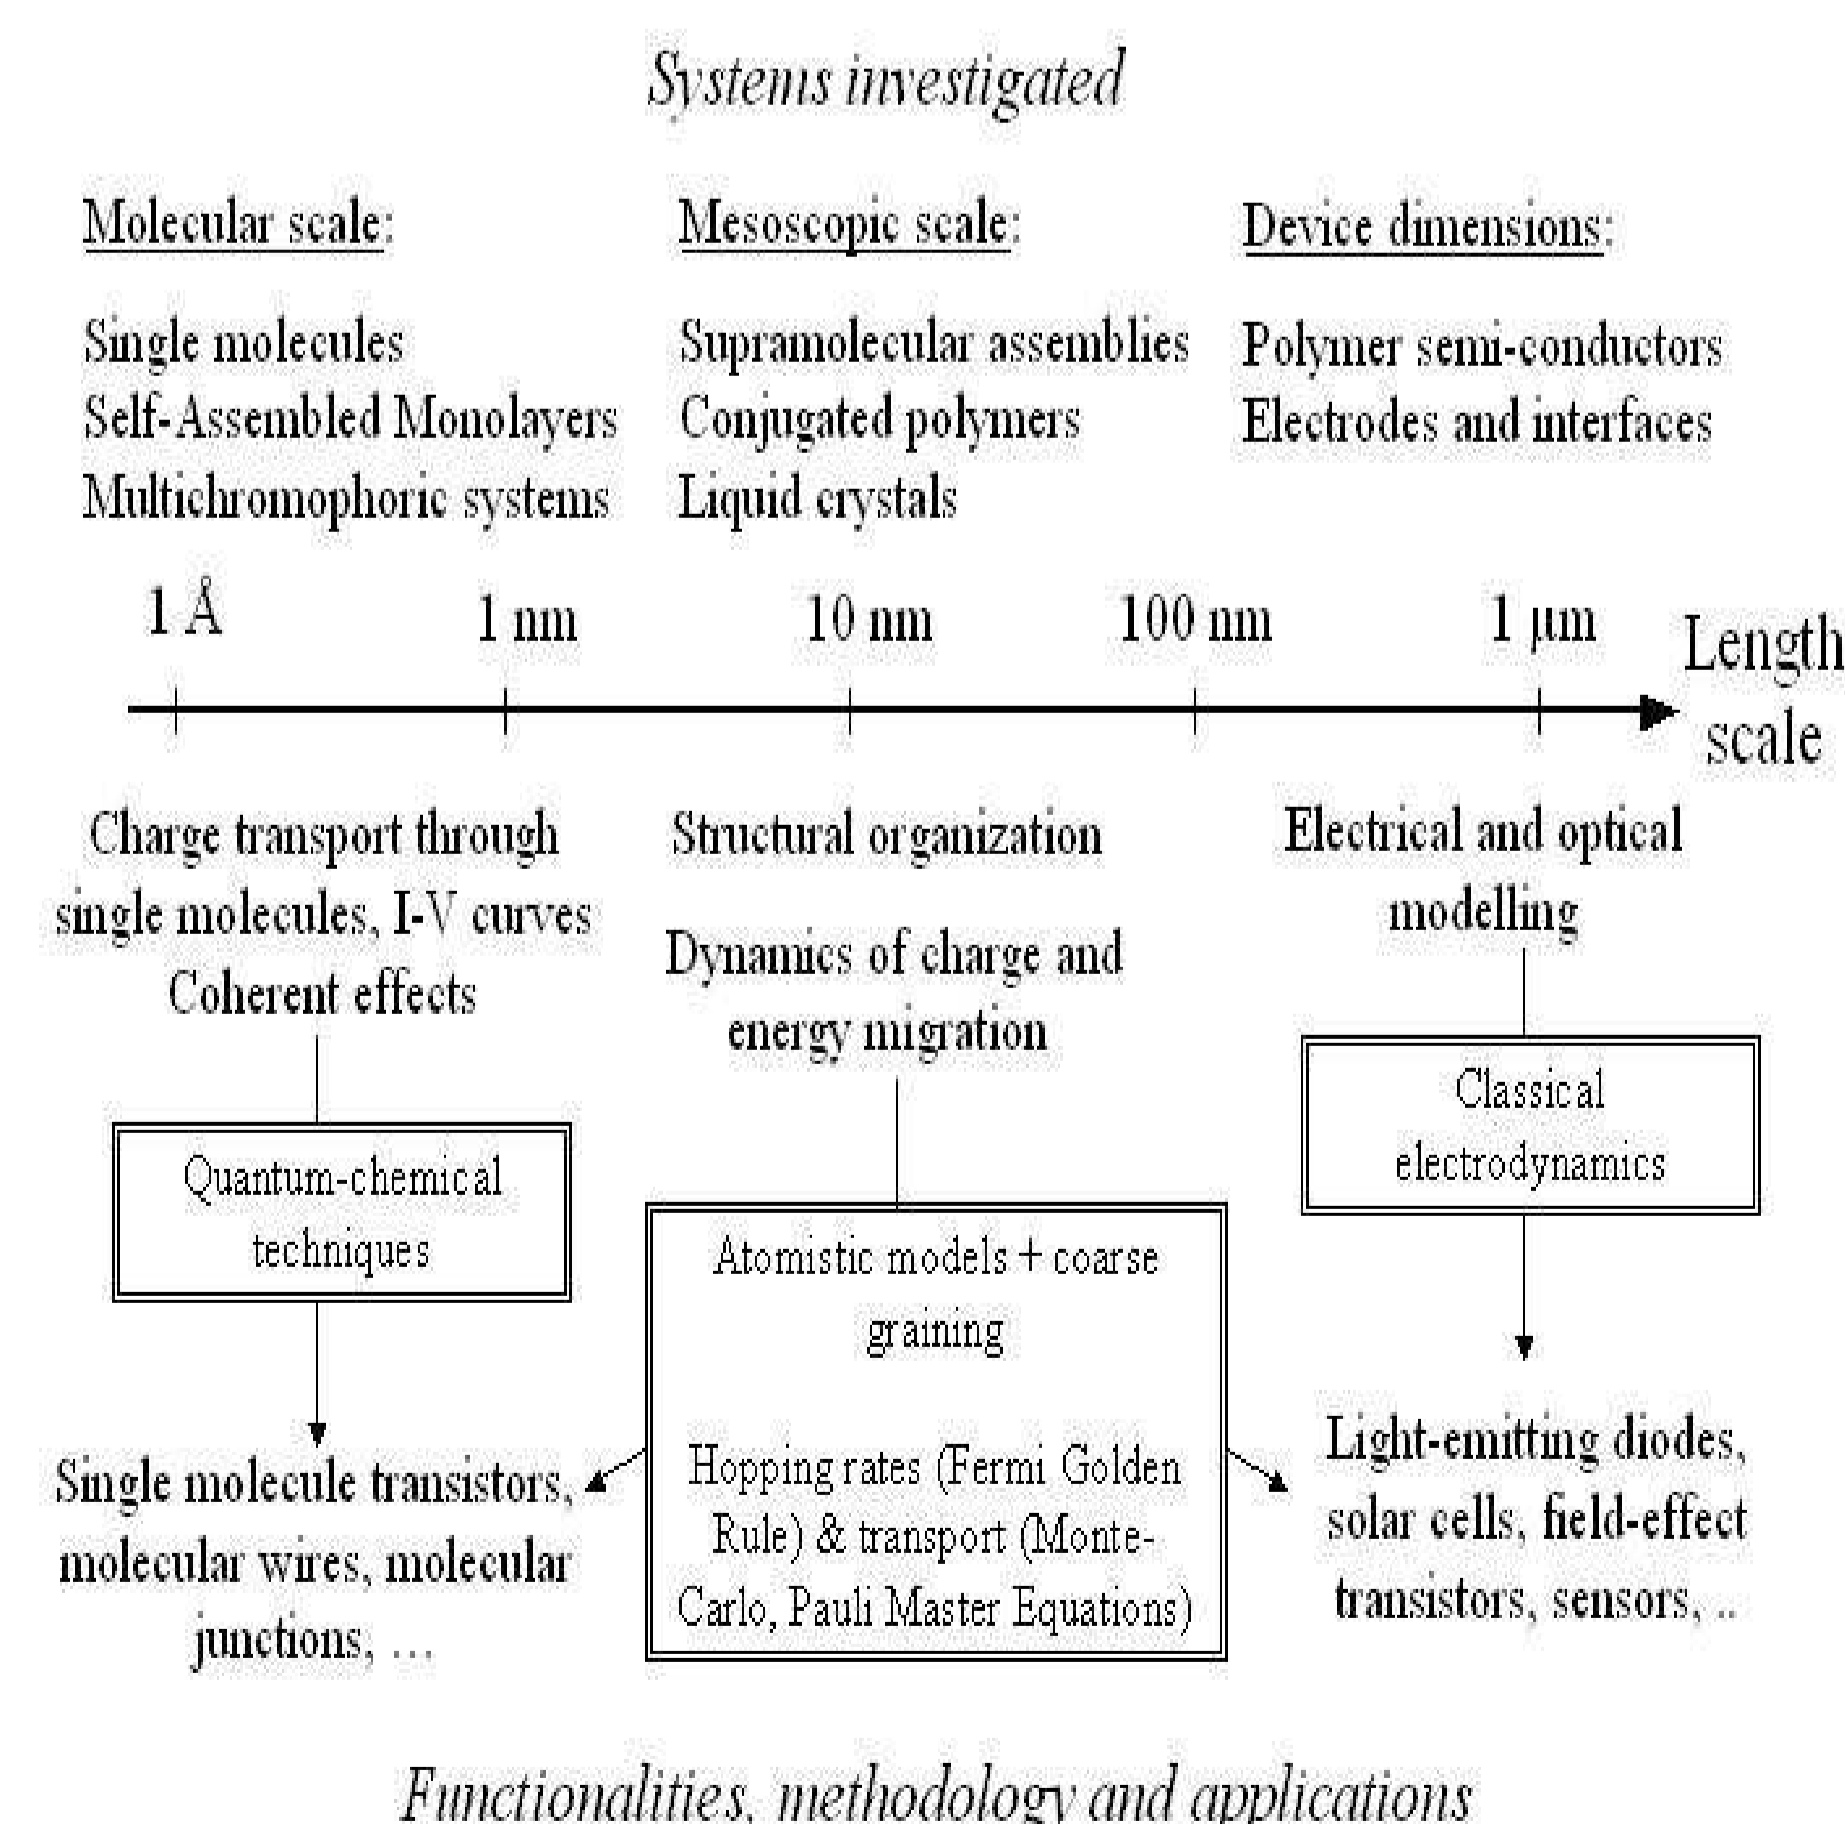 Systems investigated
Molecular scale:
Single molecules
Self-Assembled Monolayers
Multichromophoric systems
Mesoscopic scale:
Supramolecular assemblies
Conjugated polymers
Liquid crystals
Device dimensions:
Polymer semi-conductors
Electrodes and interfaces
1 Å
1 nm
10 nm
100 nm
1 µm
Length
scale
Charge transport through
single molecules, I-V curves
Coherent effects
Quantum-chemical
techniques
Single molecule transistors,
molecular wires, molecular
junctions, …
Structural organization
Dynamics of charge and
energy migration
Atomistic models + coarse
graining
Hopping rates (Fermi Golden
Rule) & transport (Monte-
Carlo, Pauli Master Equations)
Electrical and optical
modelling
Classical
electrodynamics
Light-emitting diodes,
solar cells, field-effect
transistors, sensors, ..
Functionalities, methodology and applications